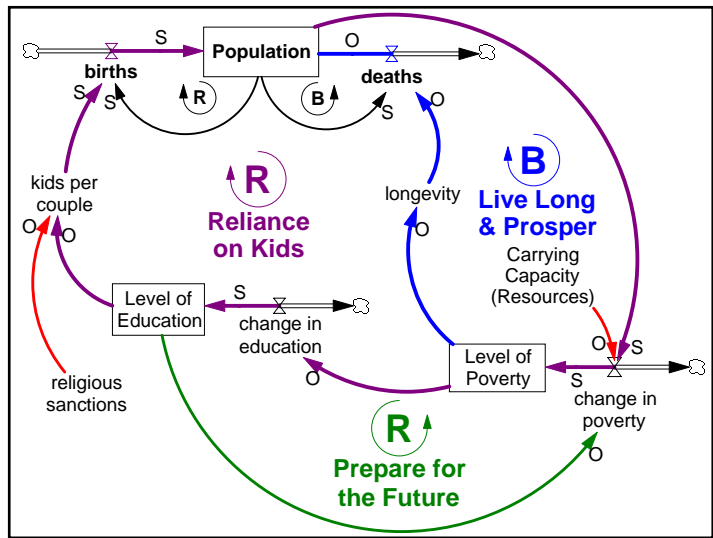 S
Population
O
births
deaths
R
B
S
S
S
O
kids per
couple
R
Reliance
on Kids
longevity
B
Live Long
& Prosper
O
O
O
Carrying
Capacity
(Resources)
Level of
Education
S
change in
education
O
S
Level of
Poverty
S
O
religious
sanctions
change in
poverty
R
O
Prepare for
the Future